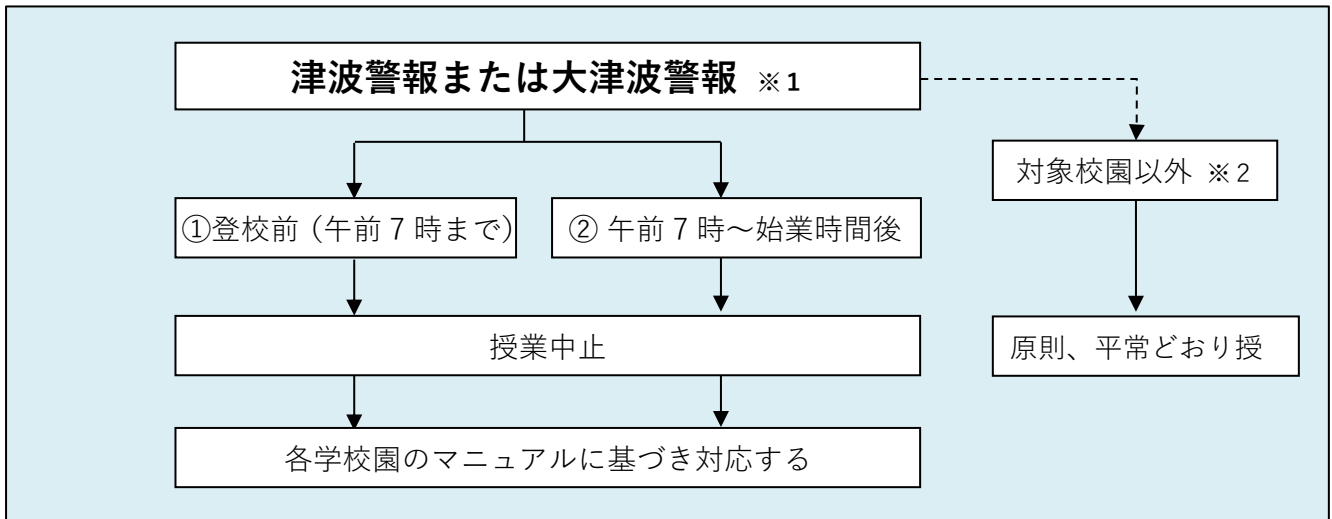 津波警報または大津波警報 ※1
対象校園以外 ※2
①登校前（午前7時まで）
② 午前7時～始業時間後
授業中止
原則、平常どおり授
各学校園のマニュアルに基づき対応する